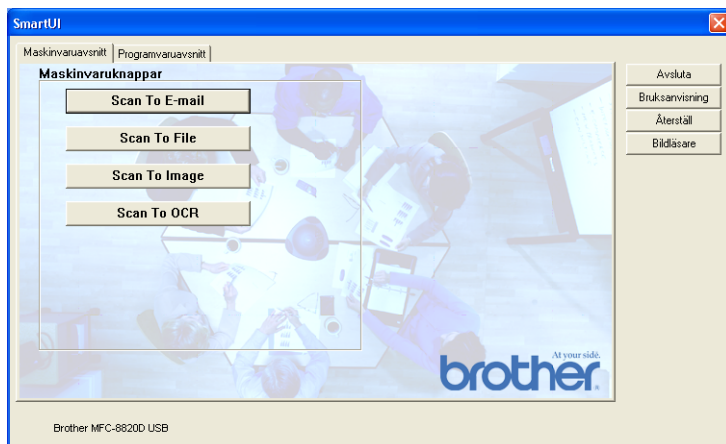 SmartUI
Maskinvaruavsnitt
Programvaruavsnitt
Maskinvaruknappar
Scan To E-mail
Scan To File
Scan To Image
Scan To OCR
Avsluta
Bruksanvisning
Återställ
Bildläsare
At your side.
brother
Brother MFC-8820D USB